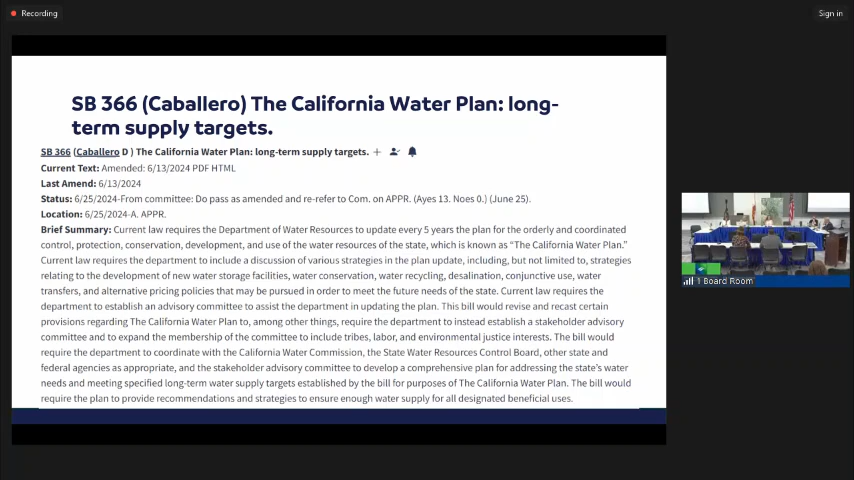 Recording
Sign in
SB 366 (Caballero) The California Water Plan: long-
term supply targets.
SB 366 (Caballero D ) The California Water Plan: long-term supply targets.
Current Text: Amended: 6/13/2024 PDF HTML
Last Amend: 6/13/2024
Status: 6/25/2024-From committee: Do pass as amended and re-refer to Com. on APPR. (Ayes 13. Noes 0.) (June 25).
Location: 6/25/2024-A. APPR.
Brief Summary: Current law requires the Department of Water Resources to update every 5 years the plan for the orderly and coordinated
control, protection, conservation, development, and use of the water resources of the state, which is known as “The California Water Plan.”
Current law requires the department to include a discussion of various strategies in the plan update, including, but not limited to, strategies
relating to the development of new water storage facilities, water conservation, water recycling, desalination, conjunctive use, water
transfers, and alternative pricing policies that may be pursued in order to meet the future needs of the state. Current law requires the
department to establish an advisory committee to assist the department in updating the plan. This bill would revise and recast certain
provisions regarding The California Water Plan to, among other things, require the department to instead establish a stakeholder advisory
committee and to expand the membership of the committee to include tribes, labor, and environmental justice interests. The bill would
require the department to coordinate with the California Water Commission, the State Water Resources Control Board, other state and
federal agencies as appropriate, and the stakeholder advisory committee to develop a comprehensive plan for addressing the state’s water
needs and meeting specified long-term water supply targets established by the bill for purposes of The California Water Plan. The bill would
require the plan to provide recommendations and strategies to ensure enough water supply for all designated beneficial uses.
1 Board Room